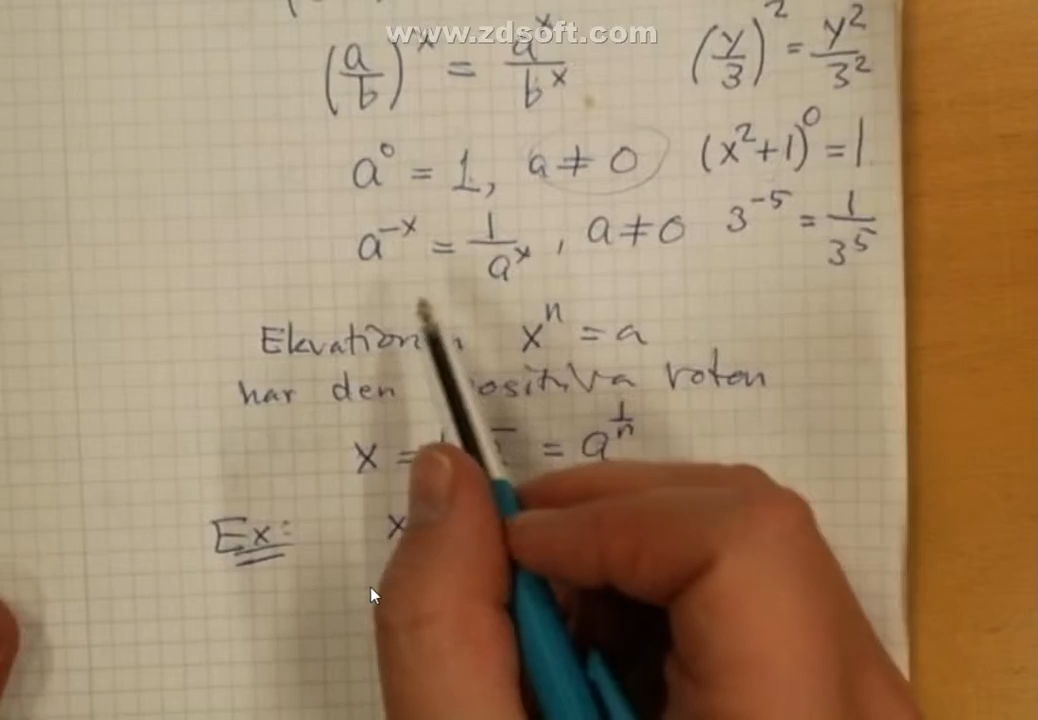 www.zdsoft.com
(a/b)^x = a^x/b^x (y/3)^2 = y^2/3^2
a^0 = 1, a ≠ 0 (x^2+1)^0 = 1
a^-x = 1/a^x, a ≠ 0 3^-5 = 1/3^5
x^n = a
har den roten
x = = a^1/n
Ex: x